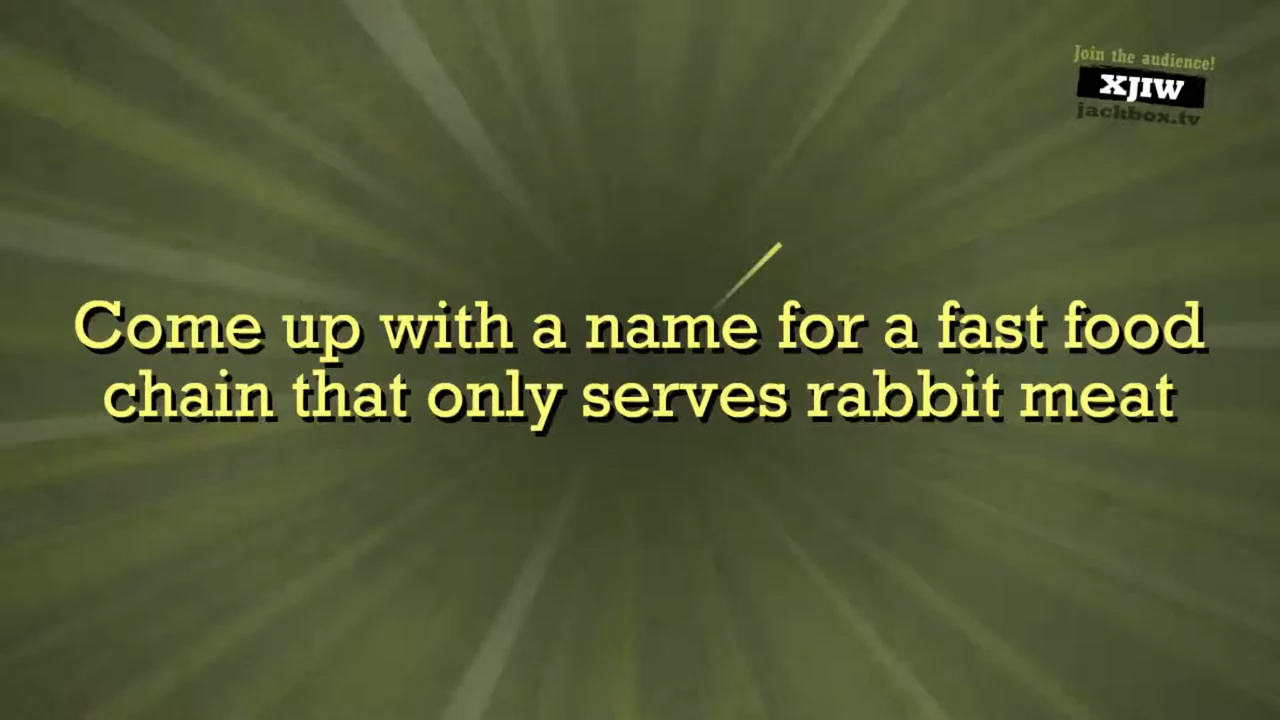 Join the audience!
XJIW
jackbox.tv
Come up with a name for a fast food
chain that only serves rabbit meat